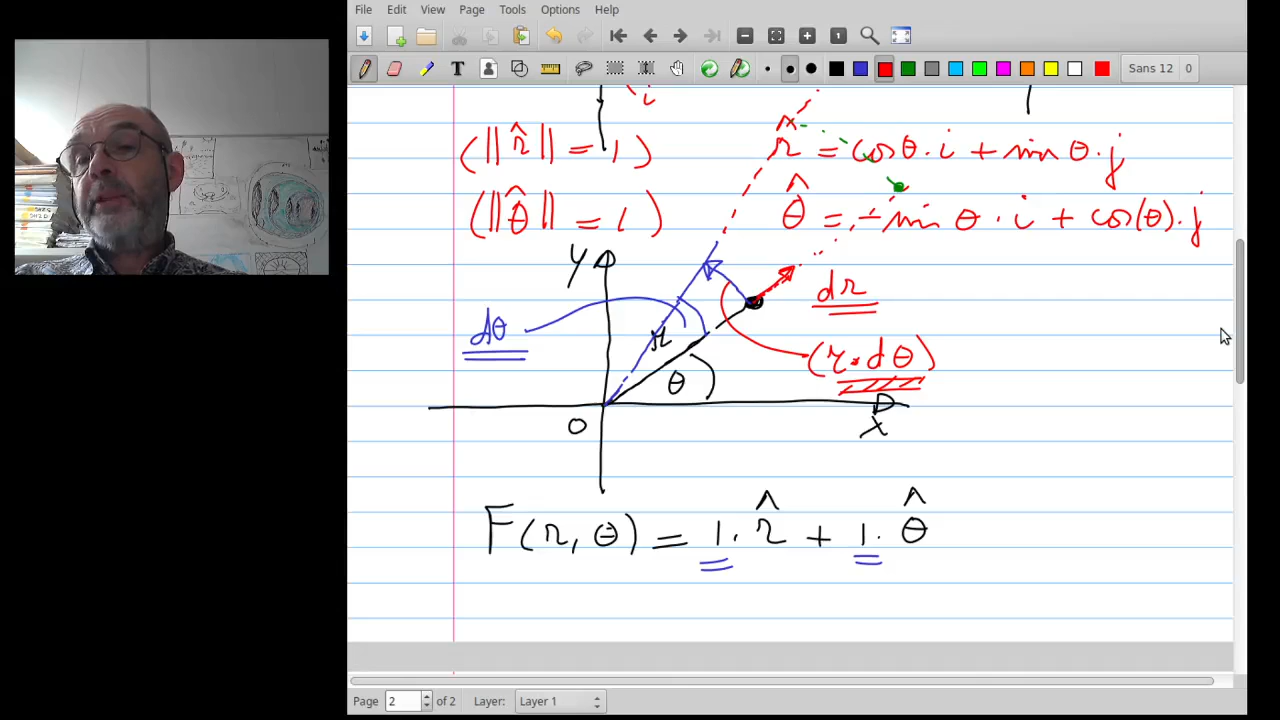 File Edit View Page Tools Options Help
Sans 12 0
i
(||r̂|| = 1) r̂ = cosθ · i + sin θ · j
(||θ̂|| = 1) θ̂ = - sin θ · i + cos(θ) · j
y
dr
dθ
r
(r · dθ)
θ
O
x
F(r, θ) = 1 · r̂ + 1 · θ̂
Page 2 of 2 Layer: Layer 1